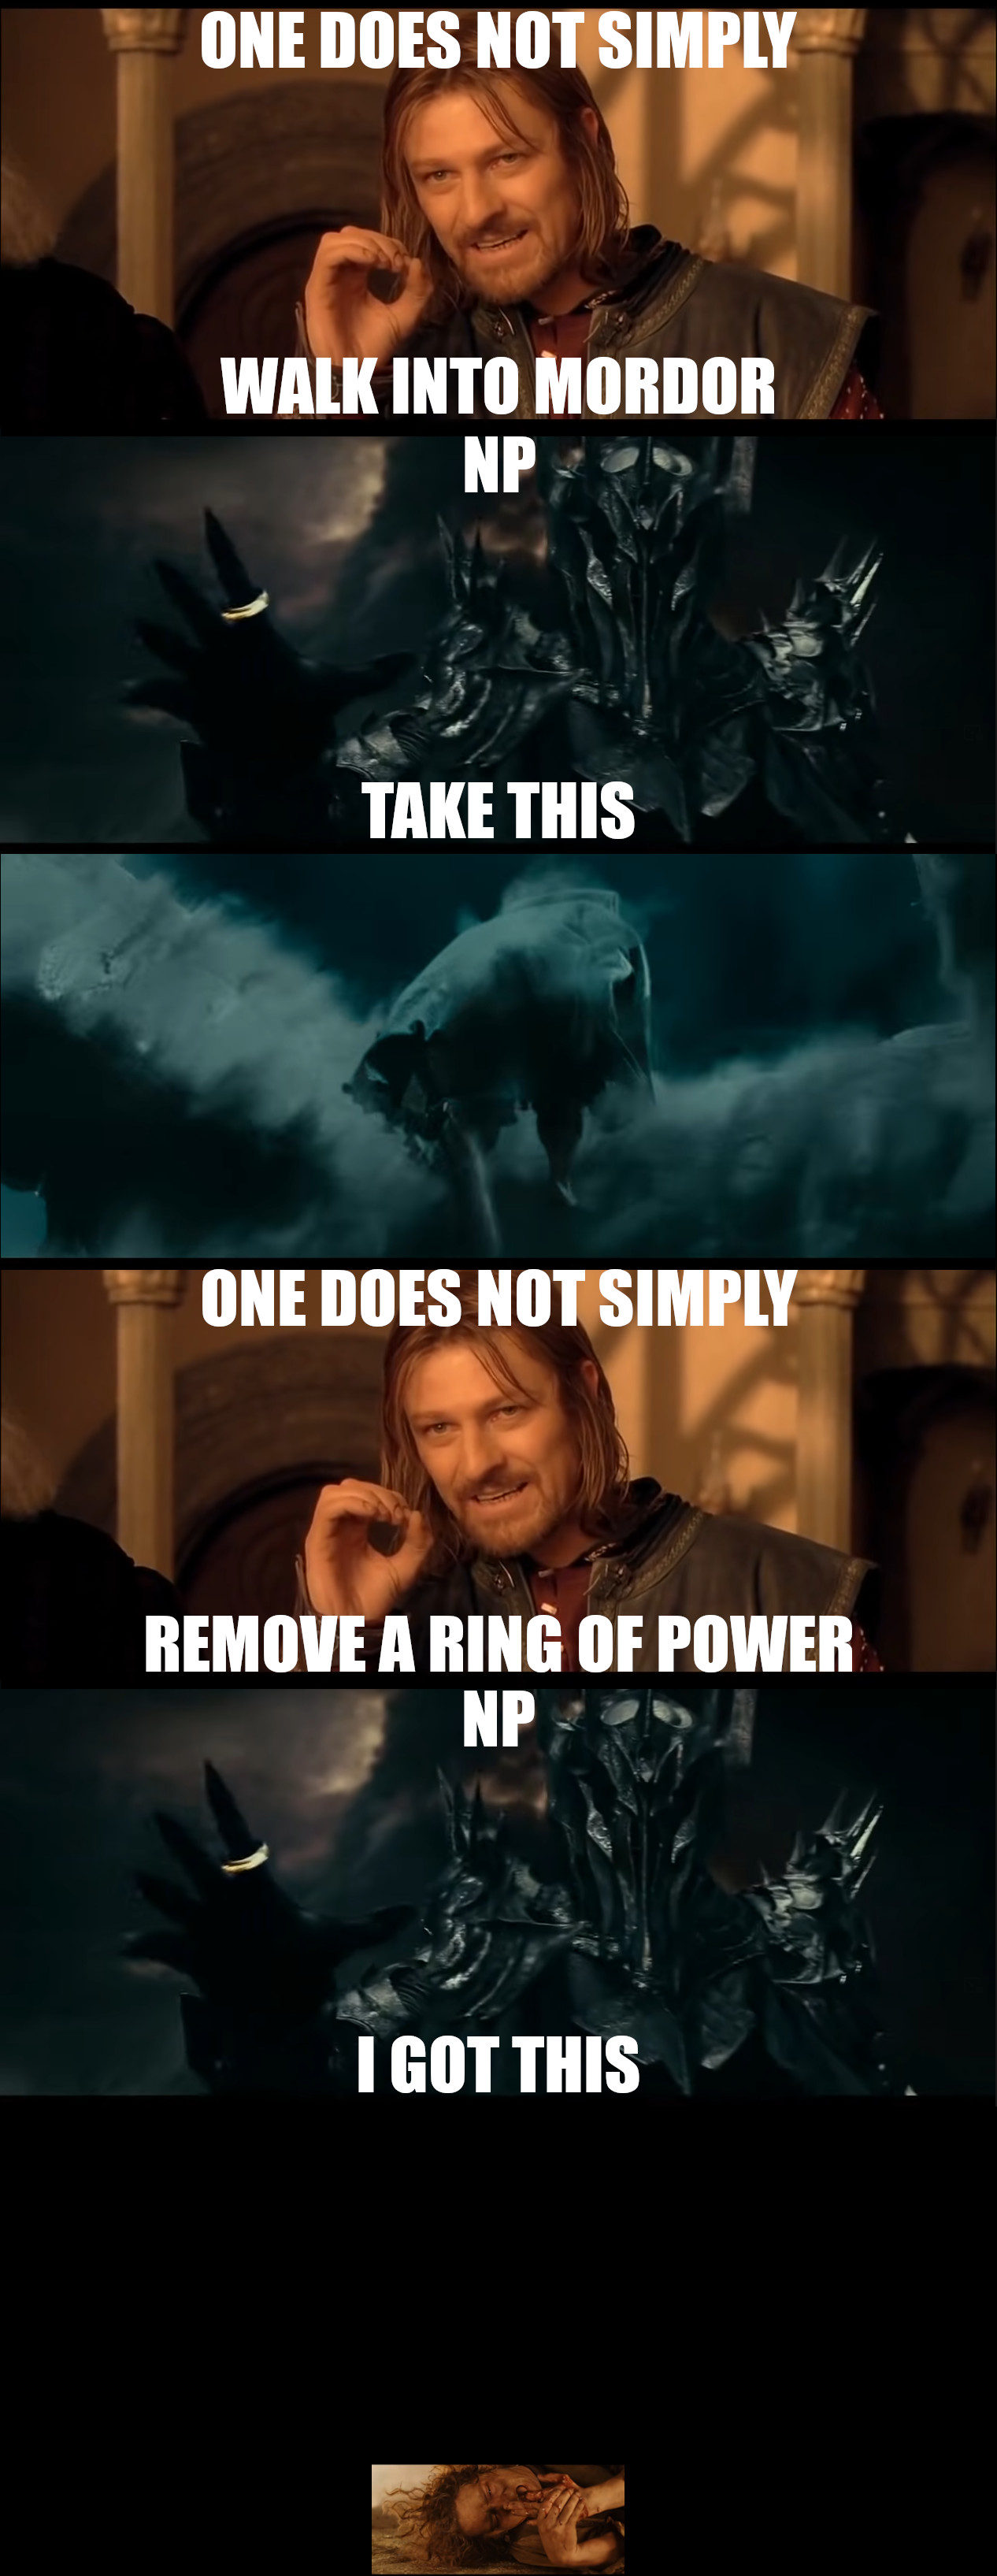 ONE DOES NOT SIMPLY
WALK INTO MORDOR
NP
TAKE THIS
ONE DOES NOT SIMPLY
REMOVE A RING OF POWER
NP
I GOT THIS